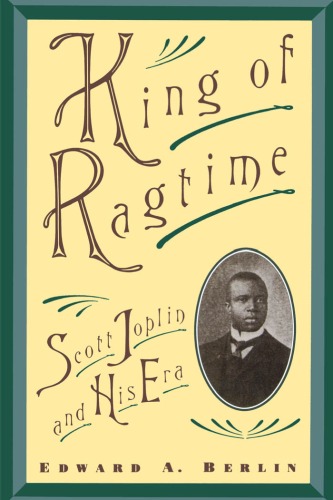 King of
Ragtime
Scott Joplin
and His Era
EDWARD A. BERLIN